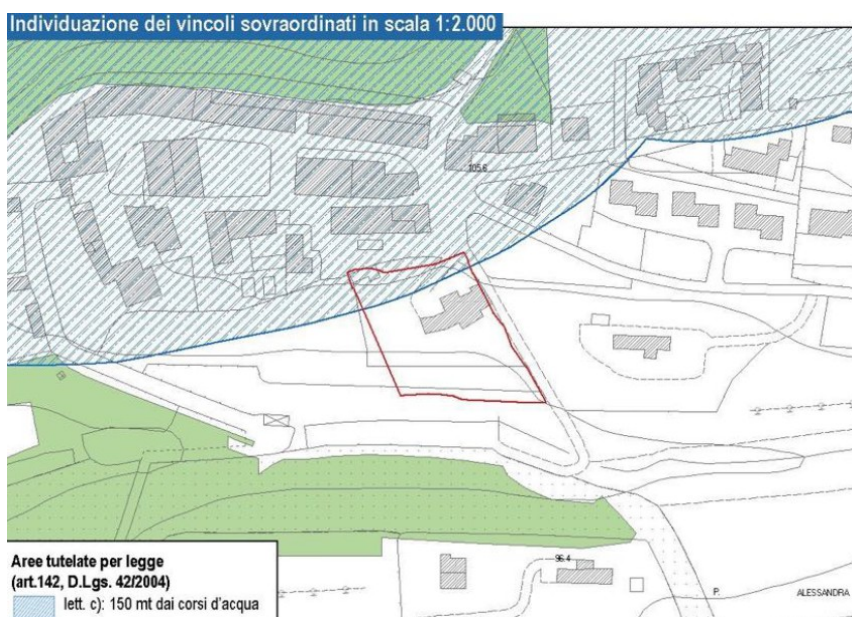 Individuazione dei vincoli sovraordinati in scala 1:2.000
105.6
96.4
P.
ALESSANDRA
Aree tutelate per legge
(art.142, D.Lgs. 42/2004)
lett. c): 150 mt dai corsi d'acqua